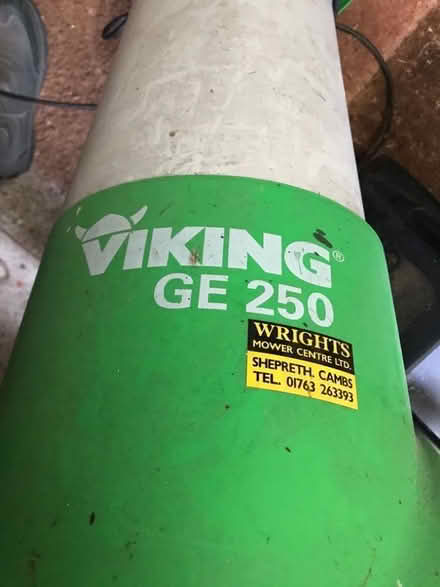 VIKING®
GE 250
WRIGHTS
MOWER CENTRE LTD.
SHEPRETH, CAMBS
TEL. 01763 263393